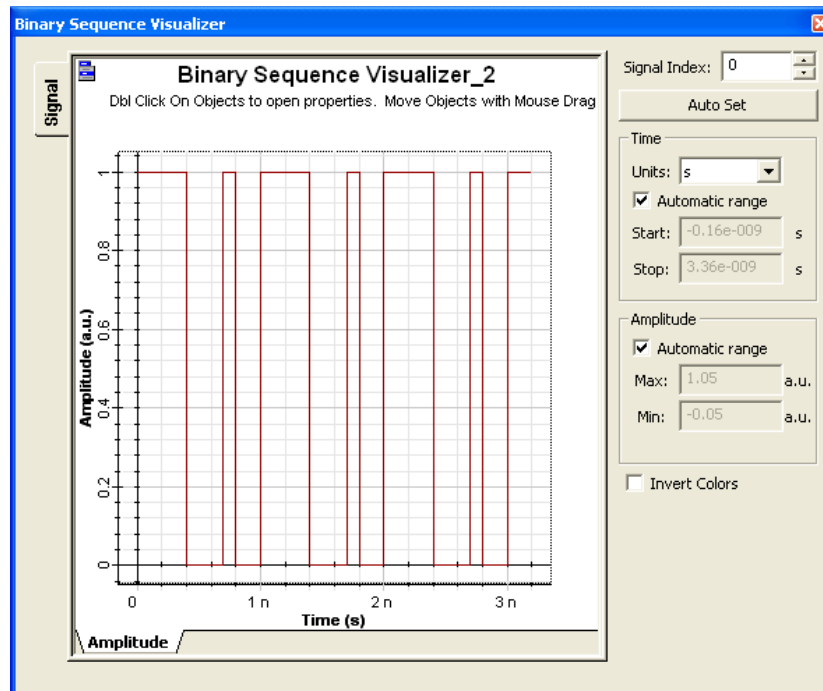 Binary Sequence Visualizer
Signal
Binary Sequence Visualizer_2
Dbl Click On Objects to open properties. Move Objects with Mouse Drag
Amplitude (a.u.)
1
0.8
0.6
0.4
0.2
0
0 1 n 2 n 3 n
Time (s)
Amplitude
Signal Index: 0
Auto Set
Time
Units: s
Automatic range
Start: -0.16e-009 s
Stop: 3.36e-009 s
Amplitude
Automatic range
Max: 1.05 a.u.
Min: -0.05 a.u.
Invert Colors